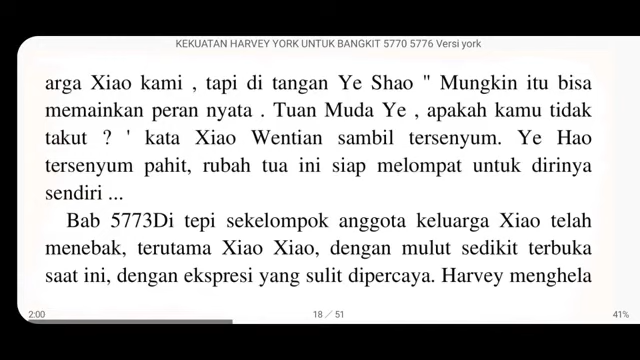 KEKUATAN HARVEY YORK UNTUK BANGKIT 5770 5776 Versi york
arga Xiao kami , tapi di tangan Ye Shao " Mungkin itu bisa
memainkan peran nyata . Tuan Muda Ye , apakah kamu tidak
takut ? ' kata Xiao Wentian sambil tersenyum. Ye Hao
tersenyum pahit, rubah tua ini siap melompat untuk dirinya
sendiri ...
Bab 5773Di tepi sekelompok anggota keluarga Xiao telah
menebak, terutama Xiao Xiao, dengan mulut sedikit terbuka
saat ini, dengan ekspresi yang sulit dipercaya. Harvey menghela
2:00 18 / 51 41%